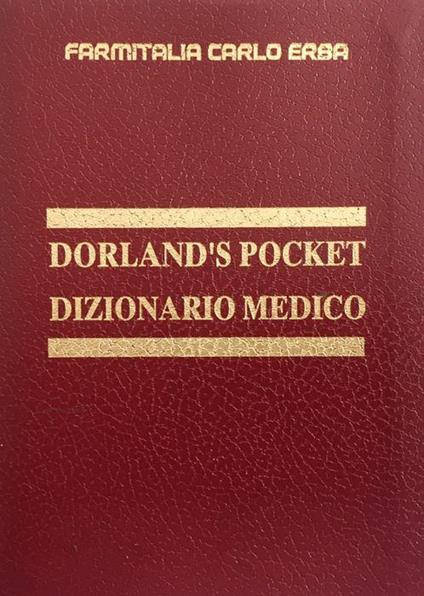 FARMITALIA CARLO ERBA
DORLAND'S POCKET
DIZIONARIO MEDICO